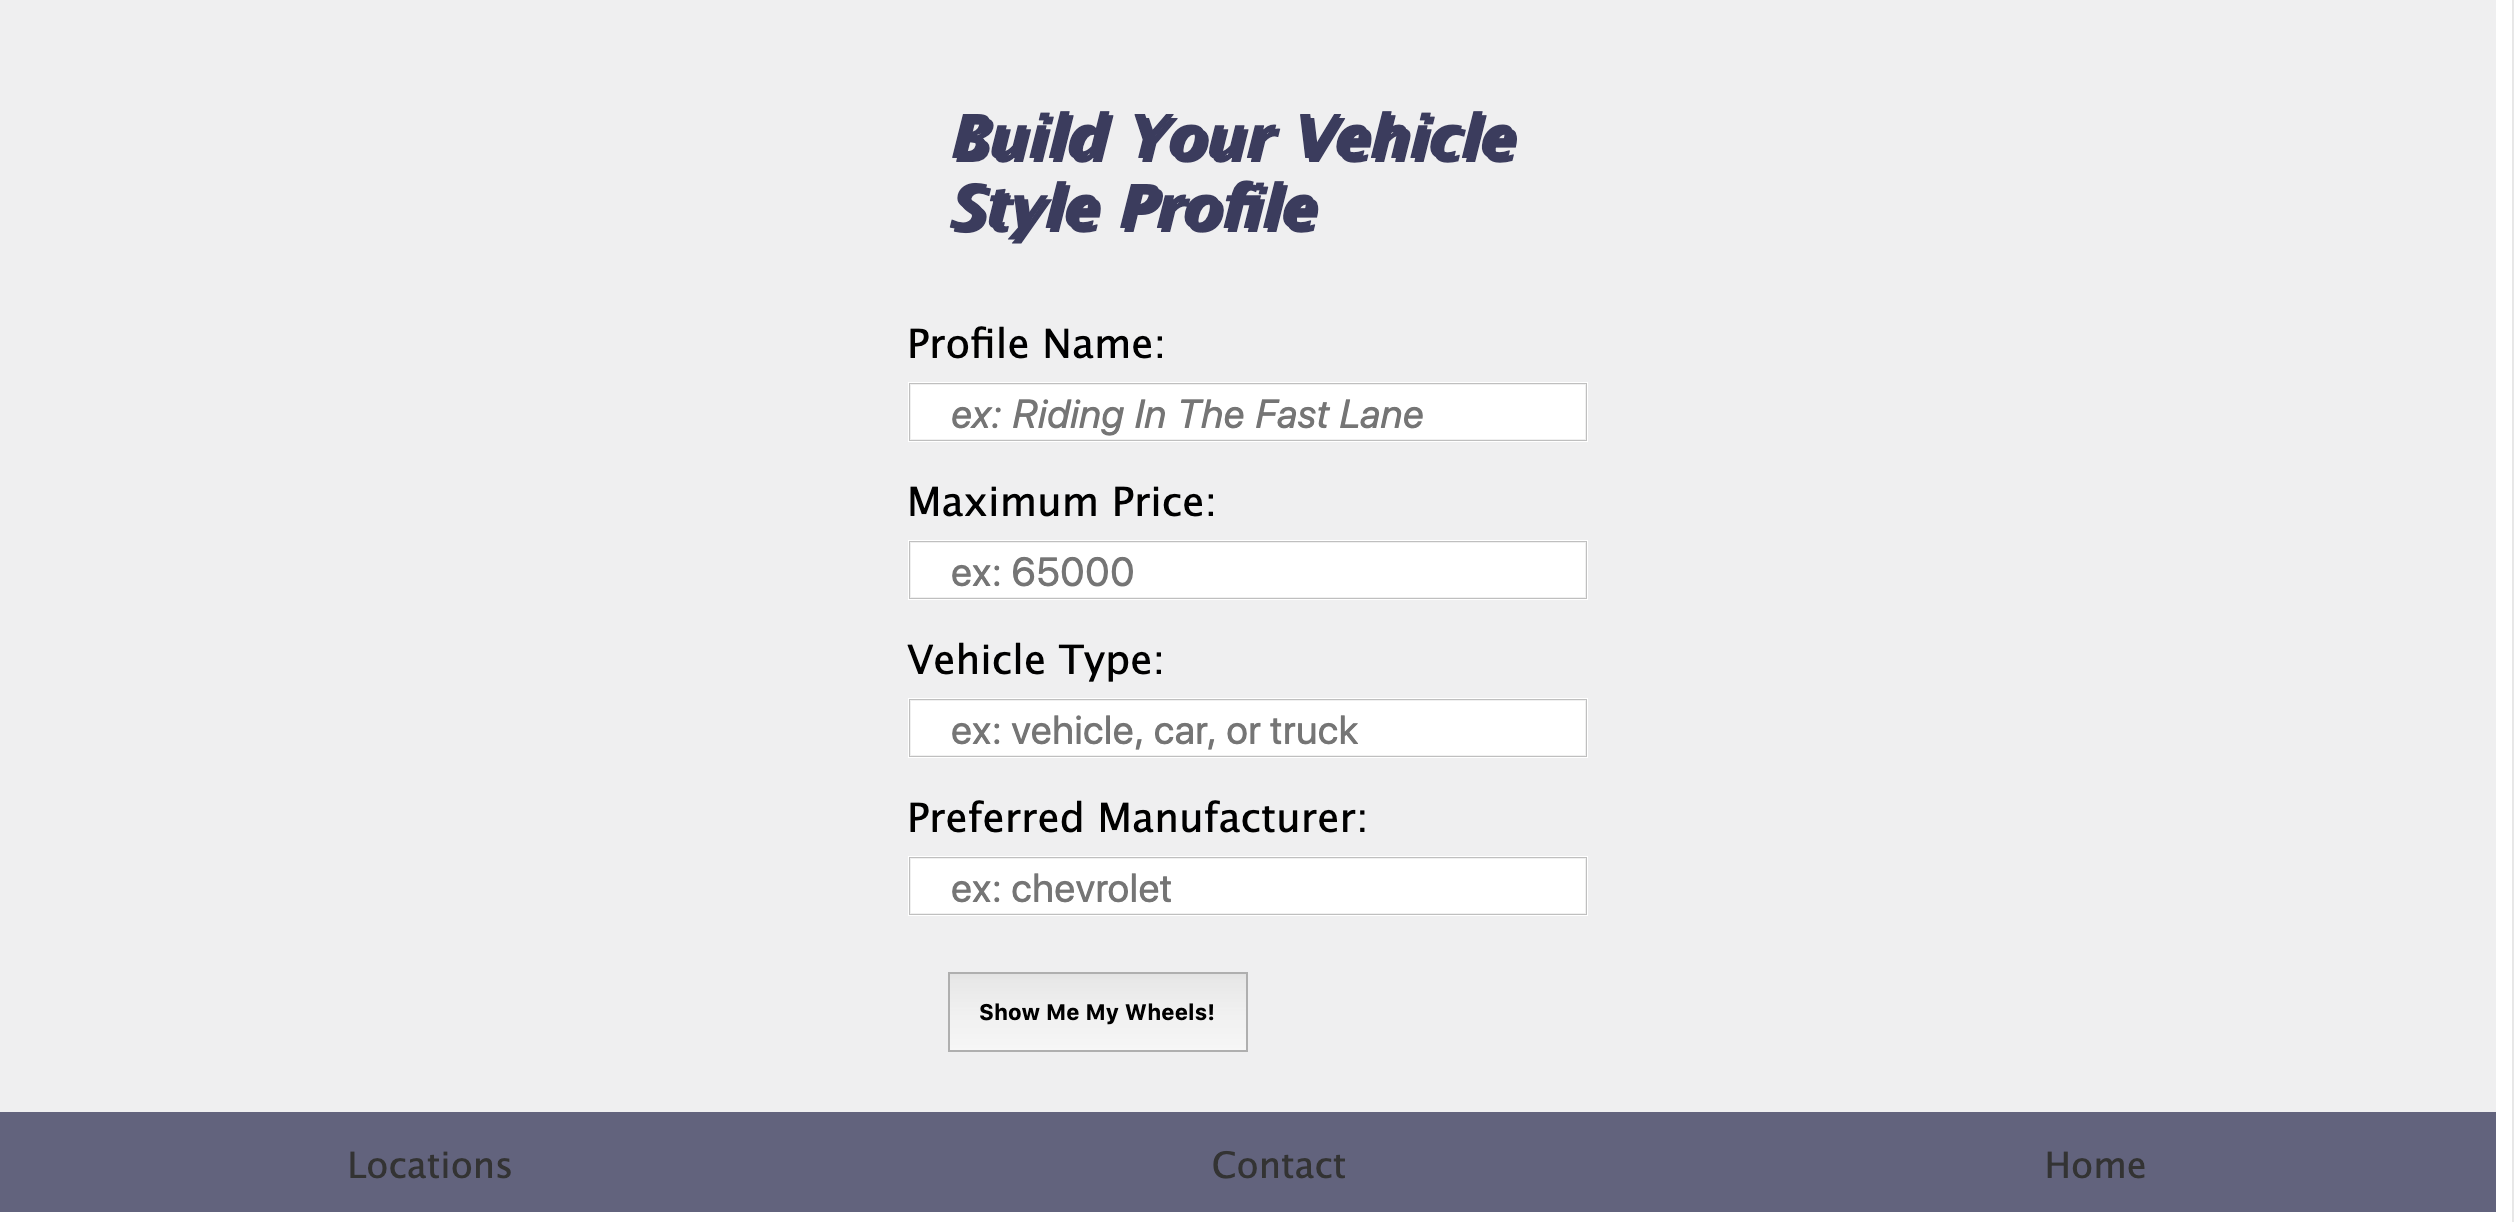 Build Your Vehicle
Style Profile
Profile Name:
ex: Riding In The Fast Lane
Maximum Price:
ex: 65000
Vehicle Type:
ex: vehicle, car, or truck
Preferred Manufacturer:
ex: chevrolet
Show Me My Wheels!
Locations Contact Home